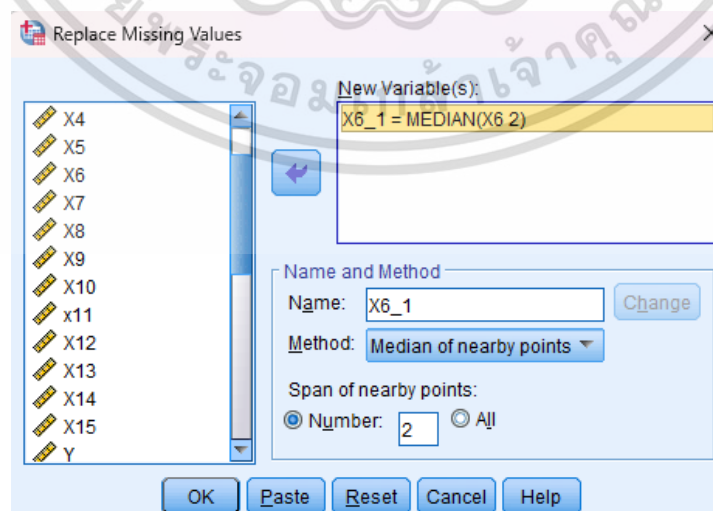 Replace Missing Values
New Variable(s):
X6_1 = MEDIAN(X6 2)
X4
X5
X6
X7
X8
X9
X10
x11
X12
X13
X14
X15
Y
Name and Method
Name: X6_1 Change
Method: Median of nearby points
Span of nearby points:
Number: 2 All
OK Paste Reset Cancel Help